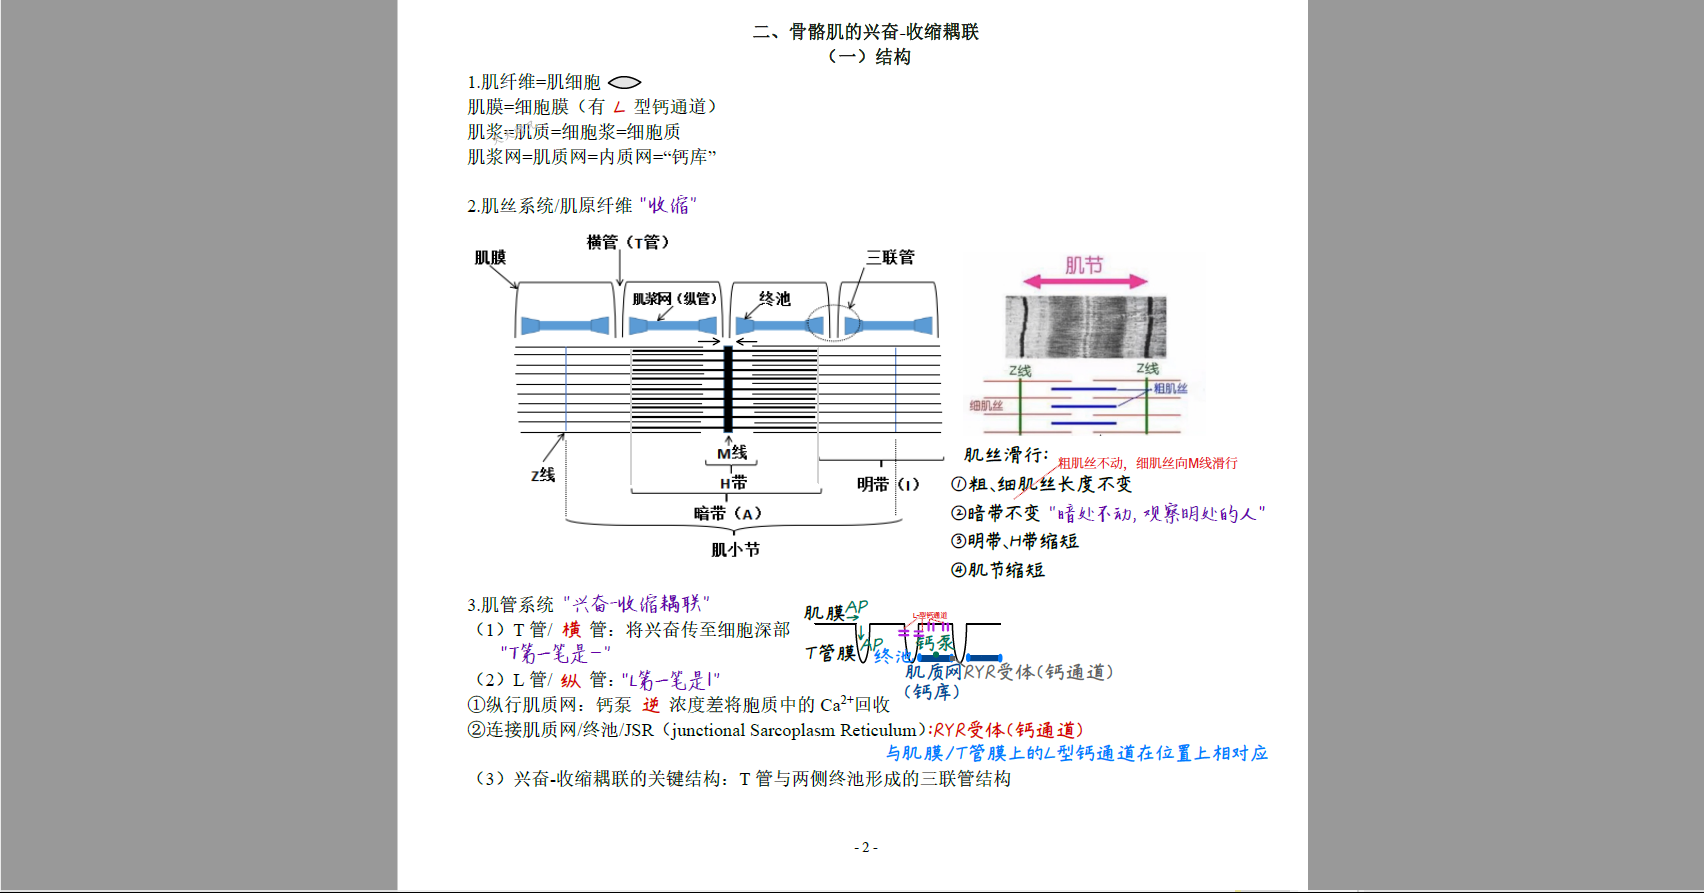 二、骨骼肌的兴奋-收缩耦联
（一）结构
1.肌纤维=肌细胞
肌膜=细胞膜（有 L 型钙通道）
肌浆=肌质=细胞浆=细胞质
肌浆网=肌质网=内质网=“钙库”
2.肌丝系统/肌原纤维 "收缩"
横管（T管）
肌膜
三联管
肌浆网（纵管）
终池
Z线
M线
H带
暗带（A）
明带（I）
肌小节
肌节
Z线
Z线
粗肌丝
细肌丝
肌丝滑行:
粗肌丝不动，细肌丝向M线滑行
①粗、细肌丝长度不变
②暗带不变 "暗处不动, 观察明处的人"
③明带、H带缩短
④肌节缩短
3.肌管系统 "兴奋-收缩耦联"
（1）T 管/ 横 管：将兴奋传至细胞深部
"T第一笔是一"
（2）L 管/ 纵 管："L第一笔是丨"
肌膜 AP
L-型钙通道
T管膜
AP
终池
钙泵
肌质网
(钙库)
RYR受体(钙通道)
①纵行肌质网：钙泵 逆 浓度差将胞质中的 Ca2+回收
②连接肌质网/终池/JSR（junctional Sarcoplasm Reticulum）:RYR受体(钙通道)
与肌膜/T管膜上的L型钙通道在位置上相对应
（3）兴奋-收缩耦联的关键结构：T 管与两侧终池形成的三联管结构
- 2 -